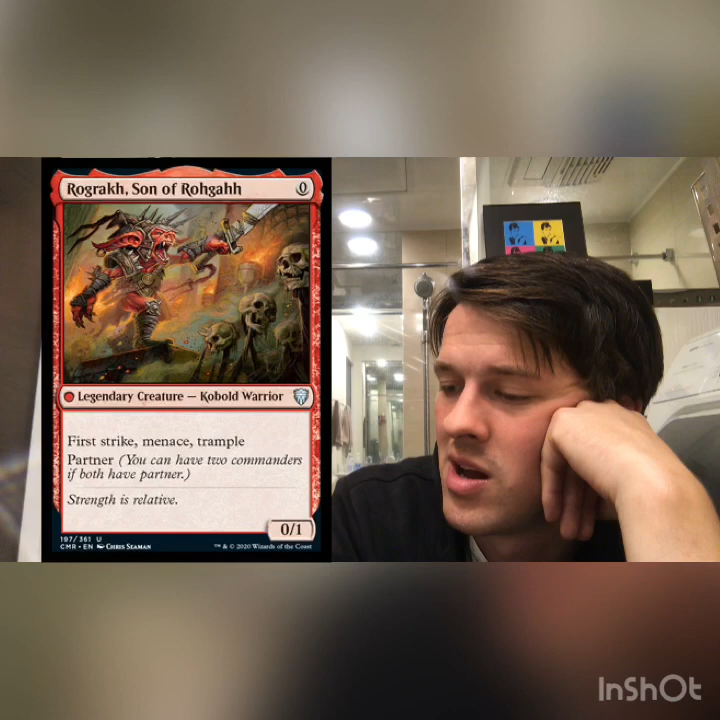 Rograkh, Son of Rohgahh 0
Legendary Creature — Kobold Warrior
First strike, menace, trample
Partner (You can have two commanders
if both have partner.)
Strength is relative.
0/1
197/361 U
CMR • EN Chris Seaman ™ & © 2020 Wizards of the Coast
InShOt